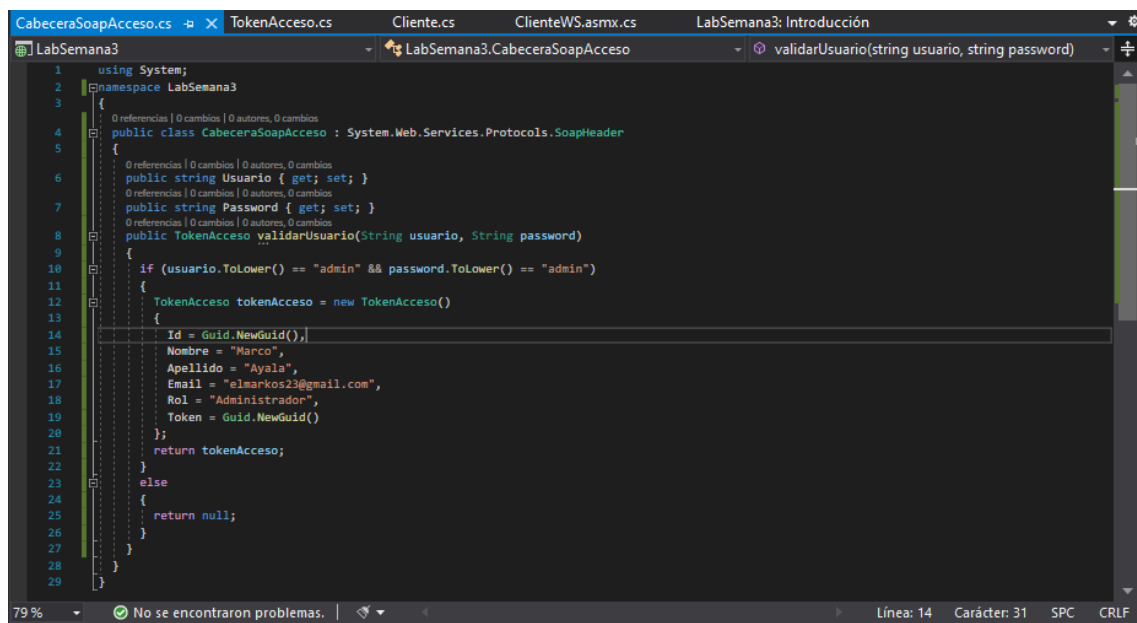 CabeceraSoapAcceso.cs TokenAcceso.cs Cliente.cs ClienteWS.asmx.cs LabSemana3: Introducción
LabSemana3 LabSemana3.CabeceraSoapAcceso validarUsuario(string usuario, string password)
1 using System;
2 namespace LabSemana3
3 {
0 referencias | 0 cambios | 0 autores, 0 cambios
4 public class CabeceraSoapAcceso : System.Web.Services.Protocols.SoapHeader
5 {
0 referencias | 0 cambios | 0 autores, 0 cambios
6 public string Usuario { get; set; }
0 referencias | 0 cambios | 0 autores, 0 cambios
7 public string Password { get; set; }
0 referencias | 0 cambios | 0 autores, 0 cambios
8 public TokenAcceso validarUsuario(String usuario, String password)
9 {
10 if (usuario.ToLower() == "admin" && password.ToLower() == "admin")
11 {
12 TokenAcceso tokenAcceso = new TokenAcceso()
13 {
14 Id = Guid.NewGuid(),
15 Nombre = "Marco",
16 Apellido = "Ayala",
17 Email = "elmarkos23@gmail.com",
18 Rol = "Administrador",
19 Token = Guid.NewGuid()
20 };
21 return tokenAcceso;
22 }
23 else
24 {
25 return null;
26 }
27 }
28 }
29 }
79 % No se encontraron problemas. Línea: 14 Carácter: 31 SPC CRLF